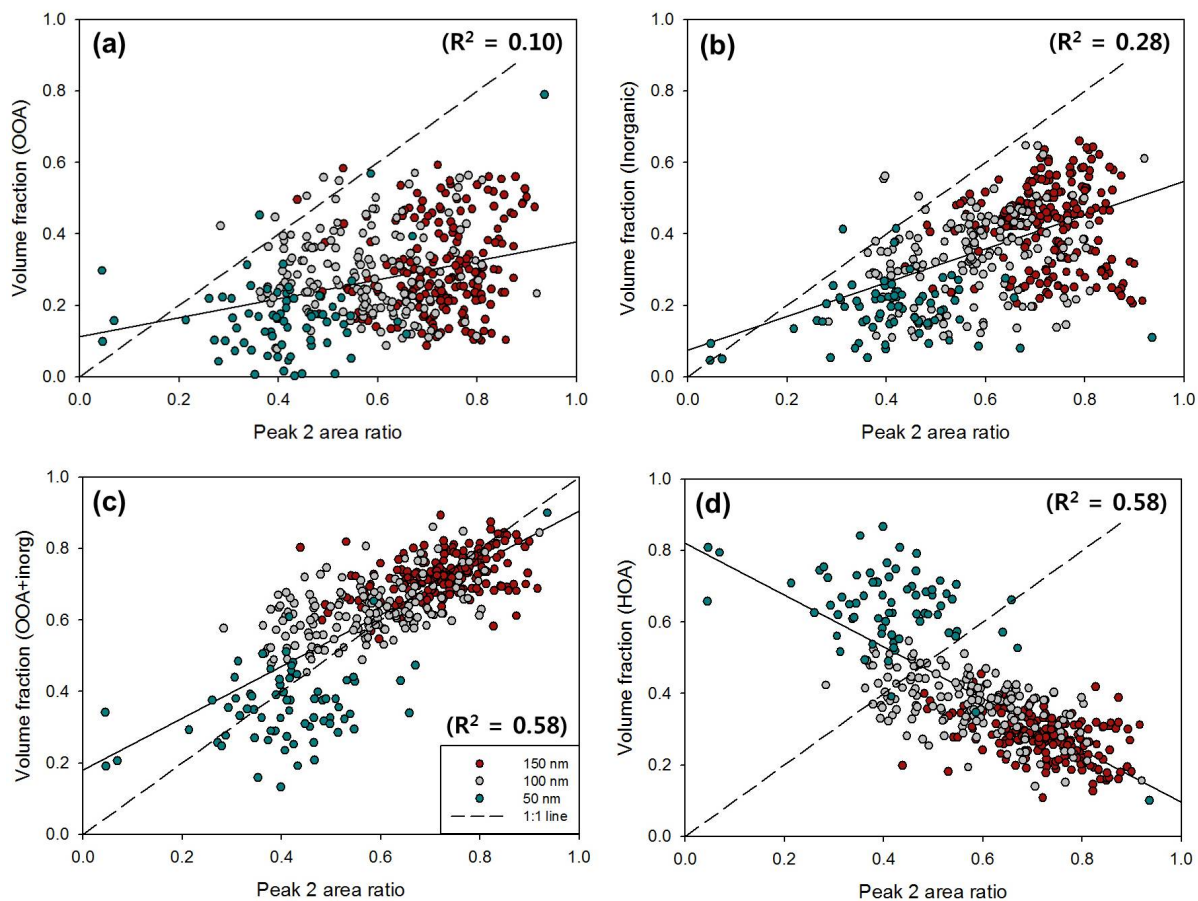 (a)
(R² = 0.10)
Volume fraction (OOA)
1.0
0.8
0.6
0.4
0.2
0.0
0.0 0.2 0.4 0.6 0.8 1.0
Peak 2 area ratio
(b)
(R² = 0.28)
Volume fraction (Inorganic)
1.0
0.8
0.6
0.4
0.2
0.0
0.0 0.2 0.4 0.6 0.8 1.0
Peak 2 area ratio
(c)
Volume fraction (OOA+inorg)
1.0
0.8
0.6
0.4
0.2
0.0
(R² = 0.58)
150 nm
100 nm
50 nm
1:1 line
0.0 0.2 0.4 0.6 0.8 1.0
Peak 2 area ratio
(d)
(R² = 0.58)
Volume fraction (HOA)
1.0
0.8
0.6
0.4
0.2
0.0
0.0 0.2 0.4 0.6 0.8 1.0
Peak 2 area ratio